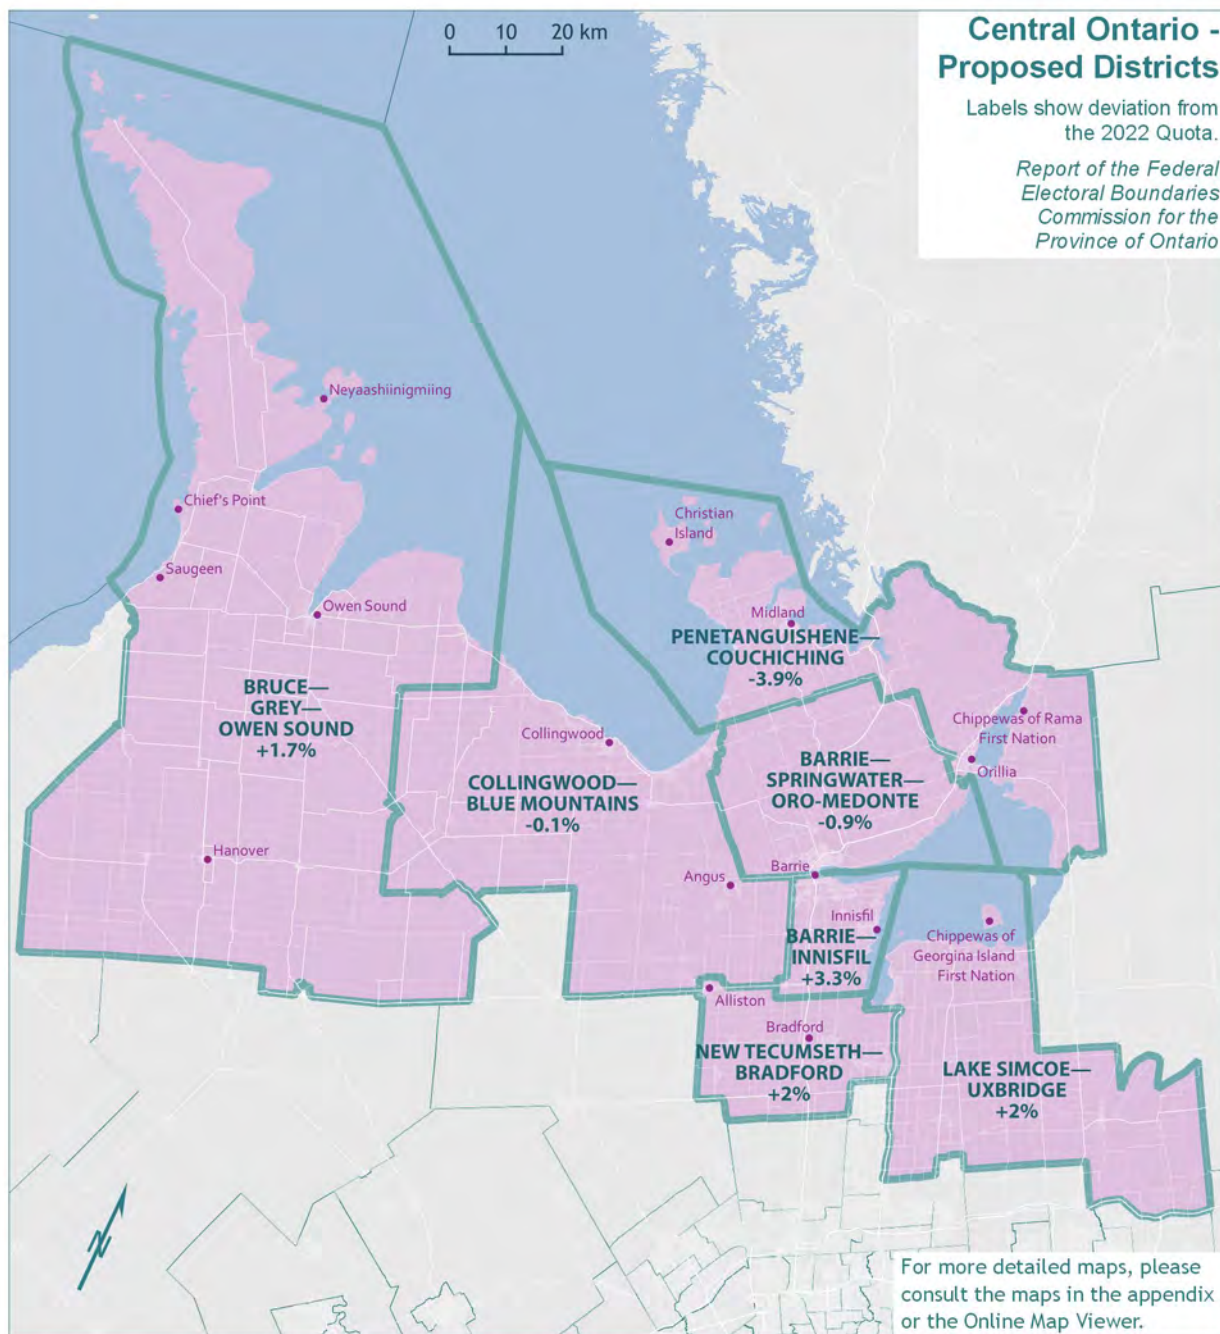 0 10 20 km
Central Ontario -
Proposed Districts
Labels show deviation from
the 2022 Quota.
Report of the Federal
Electoral Boundaries
Commission for the
Province of Ontario
Neyaashiinigmiing
Chief's Point
Christian
Island
Saugeen
Owen Sound
Midland
PENETANGUISHENE—
COUCHICHING
-3.9%
BRUCE—
GREY—
OWEN SOUND
+1.7%
Chippewas of Rama
First Nation
Collingwood
Orillia
COLLINGWOOD—
BLUE MOUNTAINS
-0.1%
BARRIE—
SPRINGWATER—
ORO-MEDONTE
-0.9%
Hanover
Barrie
Angus
Innisfil
BARRIE—
INNISFIL
+3.3%
Chippewas of
Georgina Island
First Nation
Alliston
Bradford
NEW TECUMSETH—
BRADFORD
+2%
LAKE SIMCOE—
UXBRIDGE
+2%
N
For more detailed maps, please
consult the maps in the appendix
or the Online Map Viewer.